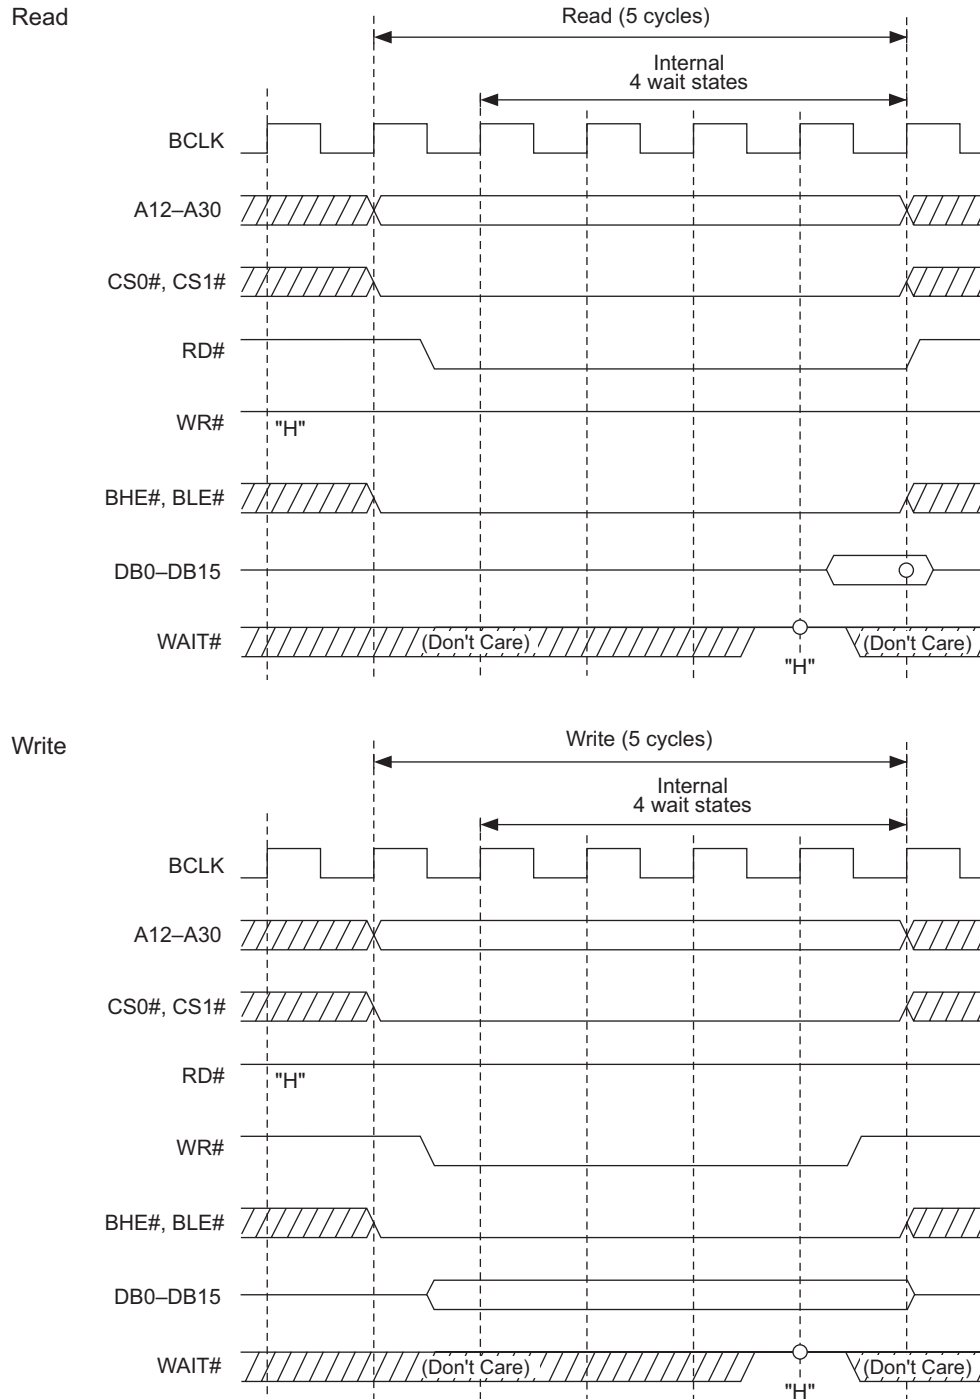 Read
Read (5 cycles)
Internal
4 wait states
BCLK
A12–A30
CS0#, CS1#
RD#
WR#
"H"
BHE#, BLE#
DB0–DB15
WAIT#
(Don't Care)
(Don't Care)
"H"
Write
Write (5 cycles)
Internal
4 wait states
BCLK
A12–A30
CS0#, CS1#
RD#
"H"
WR#
BHE#, BLE#
DB0–DB15
WAIT#
(Don't Care)
(Don't Care)
"H"